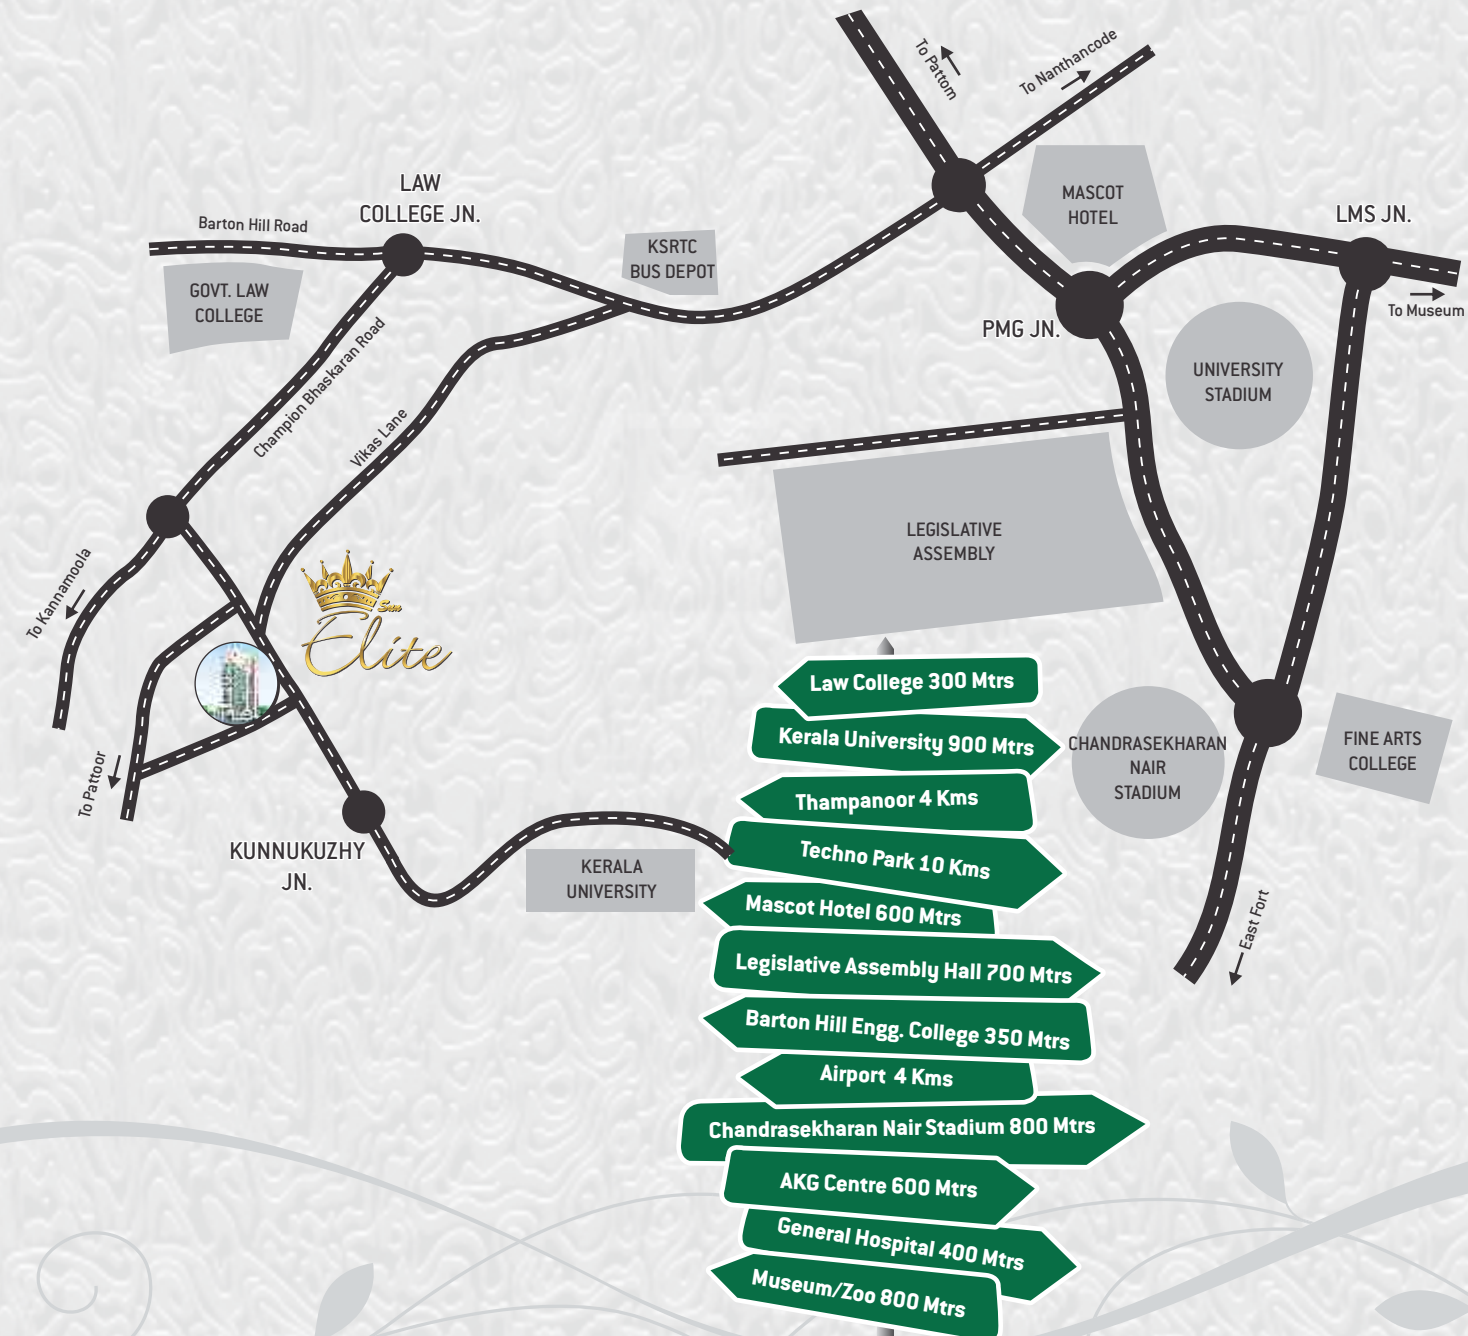 To Pattom
To Nanthancode
MASCOT
HOTEL
LAW
COLLEGE JN.
LMS JN.
Barton Hill Road
KSRTC
BUS DEPOT
GOVT. LAW
COLLEGE
To Museum
PMG JN.
Champion Bhaskaran Road
UNIVERSITY
STADIUM
Vikas Lane
LEGISLATIVE
ASSEMBLY
To Kannamoola
Sun
Elite
Law College 300 Mtrs
Kerala University 900 Mtrs
CHANDRASEKHARAN
NAIR
STADIUM
FINE ARTS
COLLEGE
To Pattoor
Thampanoor 4 Kms
KUNNUKUZHY
JN.
Techno Park 10 Kms
KERALA
UNIVERSITY
Mascot Hotel 600 Mtrs
East Fort
Legislative Assembly Hall 700 Mtrs
Barton Hill Engg. College 350 Mtrs
Airport 4 Kms
Chandrasekharan Nair Stadium 800 Mtrs
AKG Centre 600 Mtrs
General Hospital 400 Mtrs
Museum/Zoo 800 Mtrs